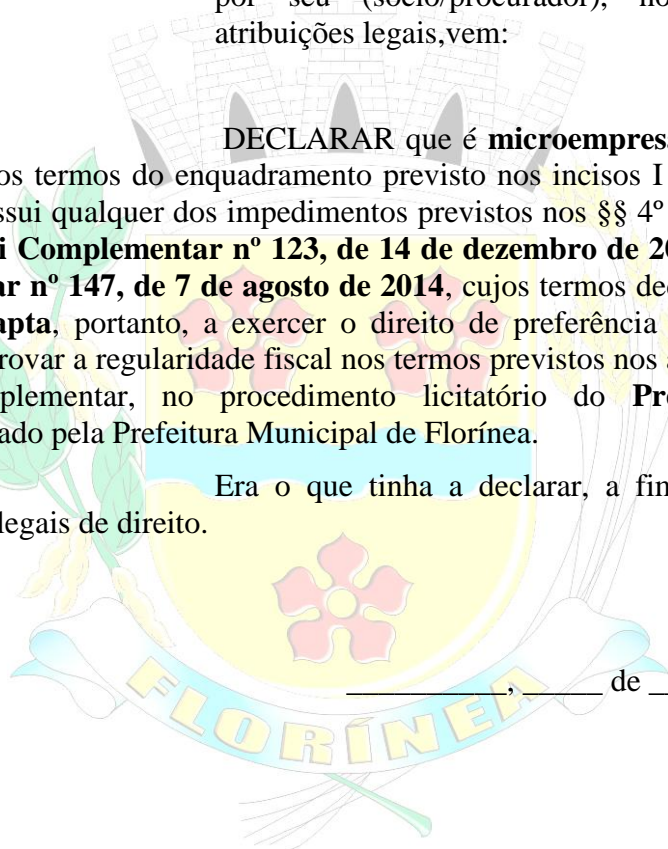 por seu (sócio/procurador), no
atribuições legais,vem:
DECLARAR que é microempresa
os termos do enquadramento previsto nos incisos I
ssui qualquer dos impedimentos previstos nos §§ 4º
i Complementar nº 123, de 14 de dezembro de 20
ar nº 147, de 7 de agosto de 2014, cujos termos dec
apta, portanto, a exercer o direito de preferência
rovar a regularidade fiscal nos termos previstos nos a
plementar, no procedimento licitatório do Pre
ado pela Prefeitura Municipal de Florínea.
Era o que tinha a declarar, a fim
legais de direito.
__________, _____ de __
FLORÍNEA